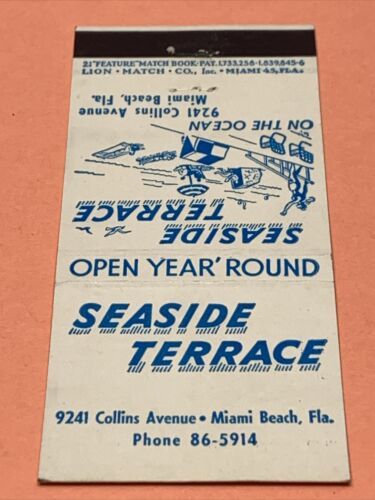 21 "FEATURE" MATCH BOOK·PAT.1,733,258-1,839,845-6
LION · MATCH · CO., Inc. · MIAMI 45, FLA.
SEASIDE
TERRACE
ON THE OCEAN
9241 Collins Avenue
Miami Beach, Fla.
OPEN YEAR' ROUND
SEASIDE
TERRACE
9241 Collins Avenue • Miami Beach, Fla.
Phone 86-5914